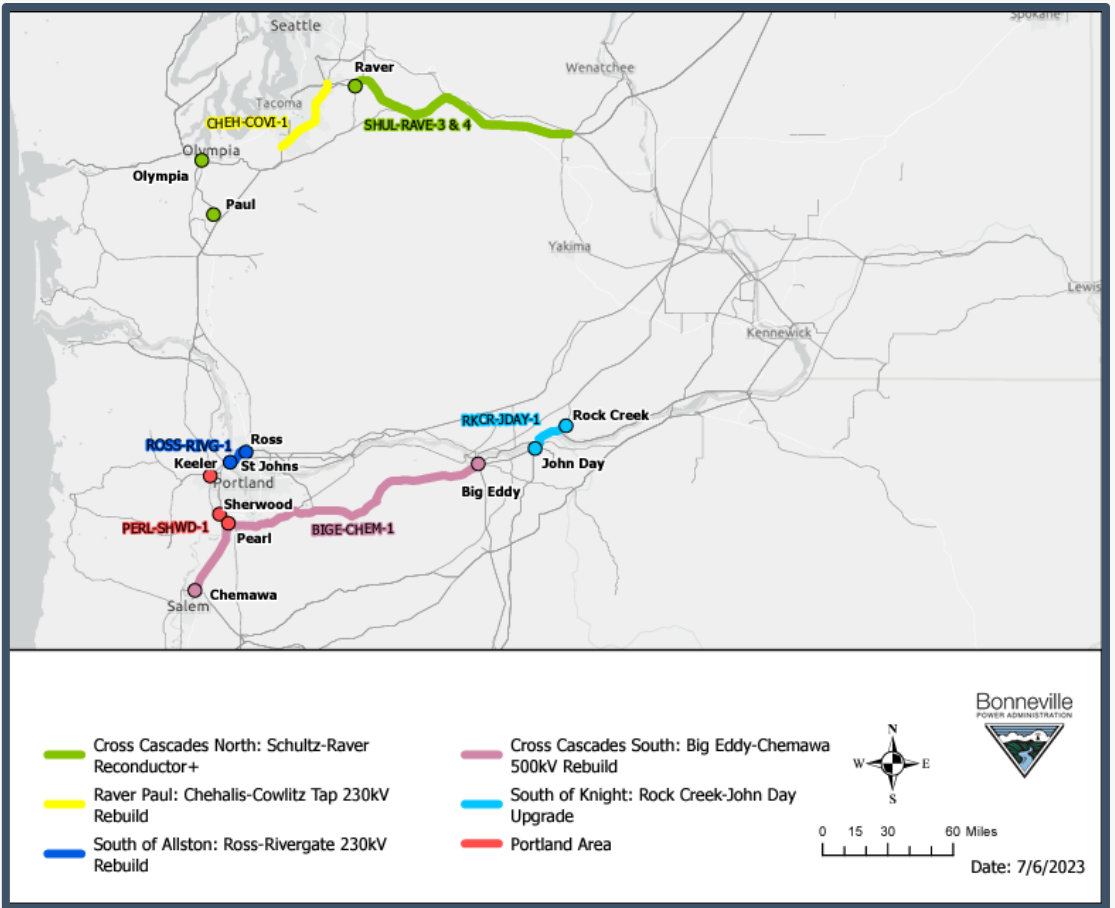 Seattle
Spokane
Raver
Wenatchee
Tacoma
CHEH-COVI-1
SHUL-RAVE-3 & 4
Olympia
Olympia
Paul
Yakima
Lewis
Kennewick
RKCR-JDAY-1
Rock Creek
ROSS-RIVG-1
Ross
Keeler
St Johns
John Day
Portland
Big Eddy
Sherwood
PERL-SHWD-1
BIGE-CHEM-1
Pearl
Chemawa
Salem
Cross Cascades North: Schultz-Raver
Reconductor+
Raver Paul: Chehalis-Cowlitz Tap 230kV
Rebuild
South of Allston: Ross-Rivergate 230kV
Rebuild
Cross Cascades South: Big Eddy-Chemawa
500kV Rebuild
South of Knight: Rock Creek-John Day
Upgrade
Portland Area
N
W E
S
Bonneville
POWER ADMINISTRATION
0 15 30 60 Miles
Date: 7/6/2023